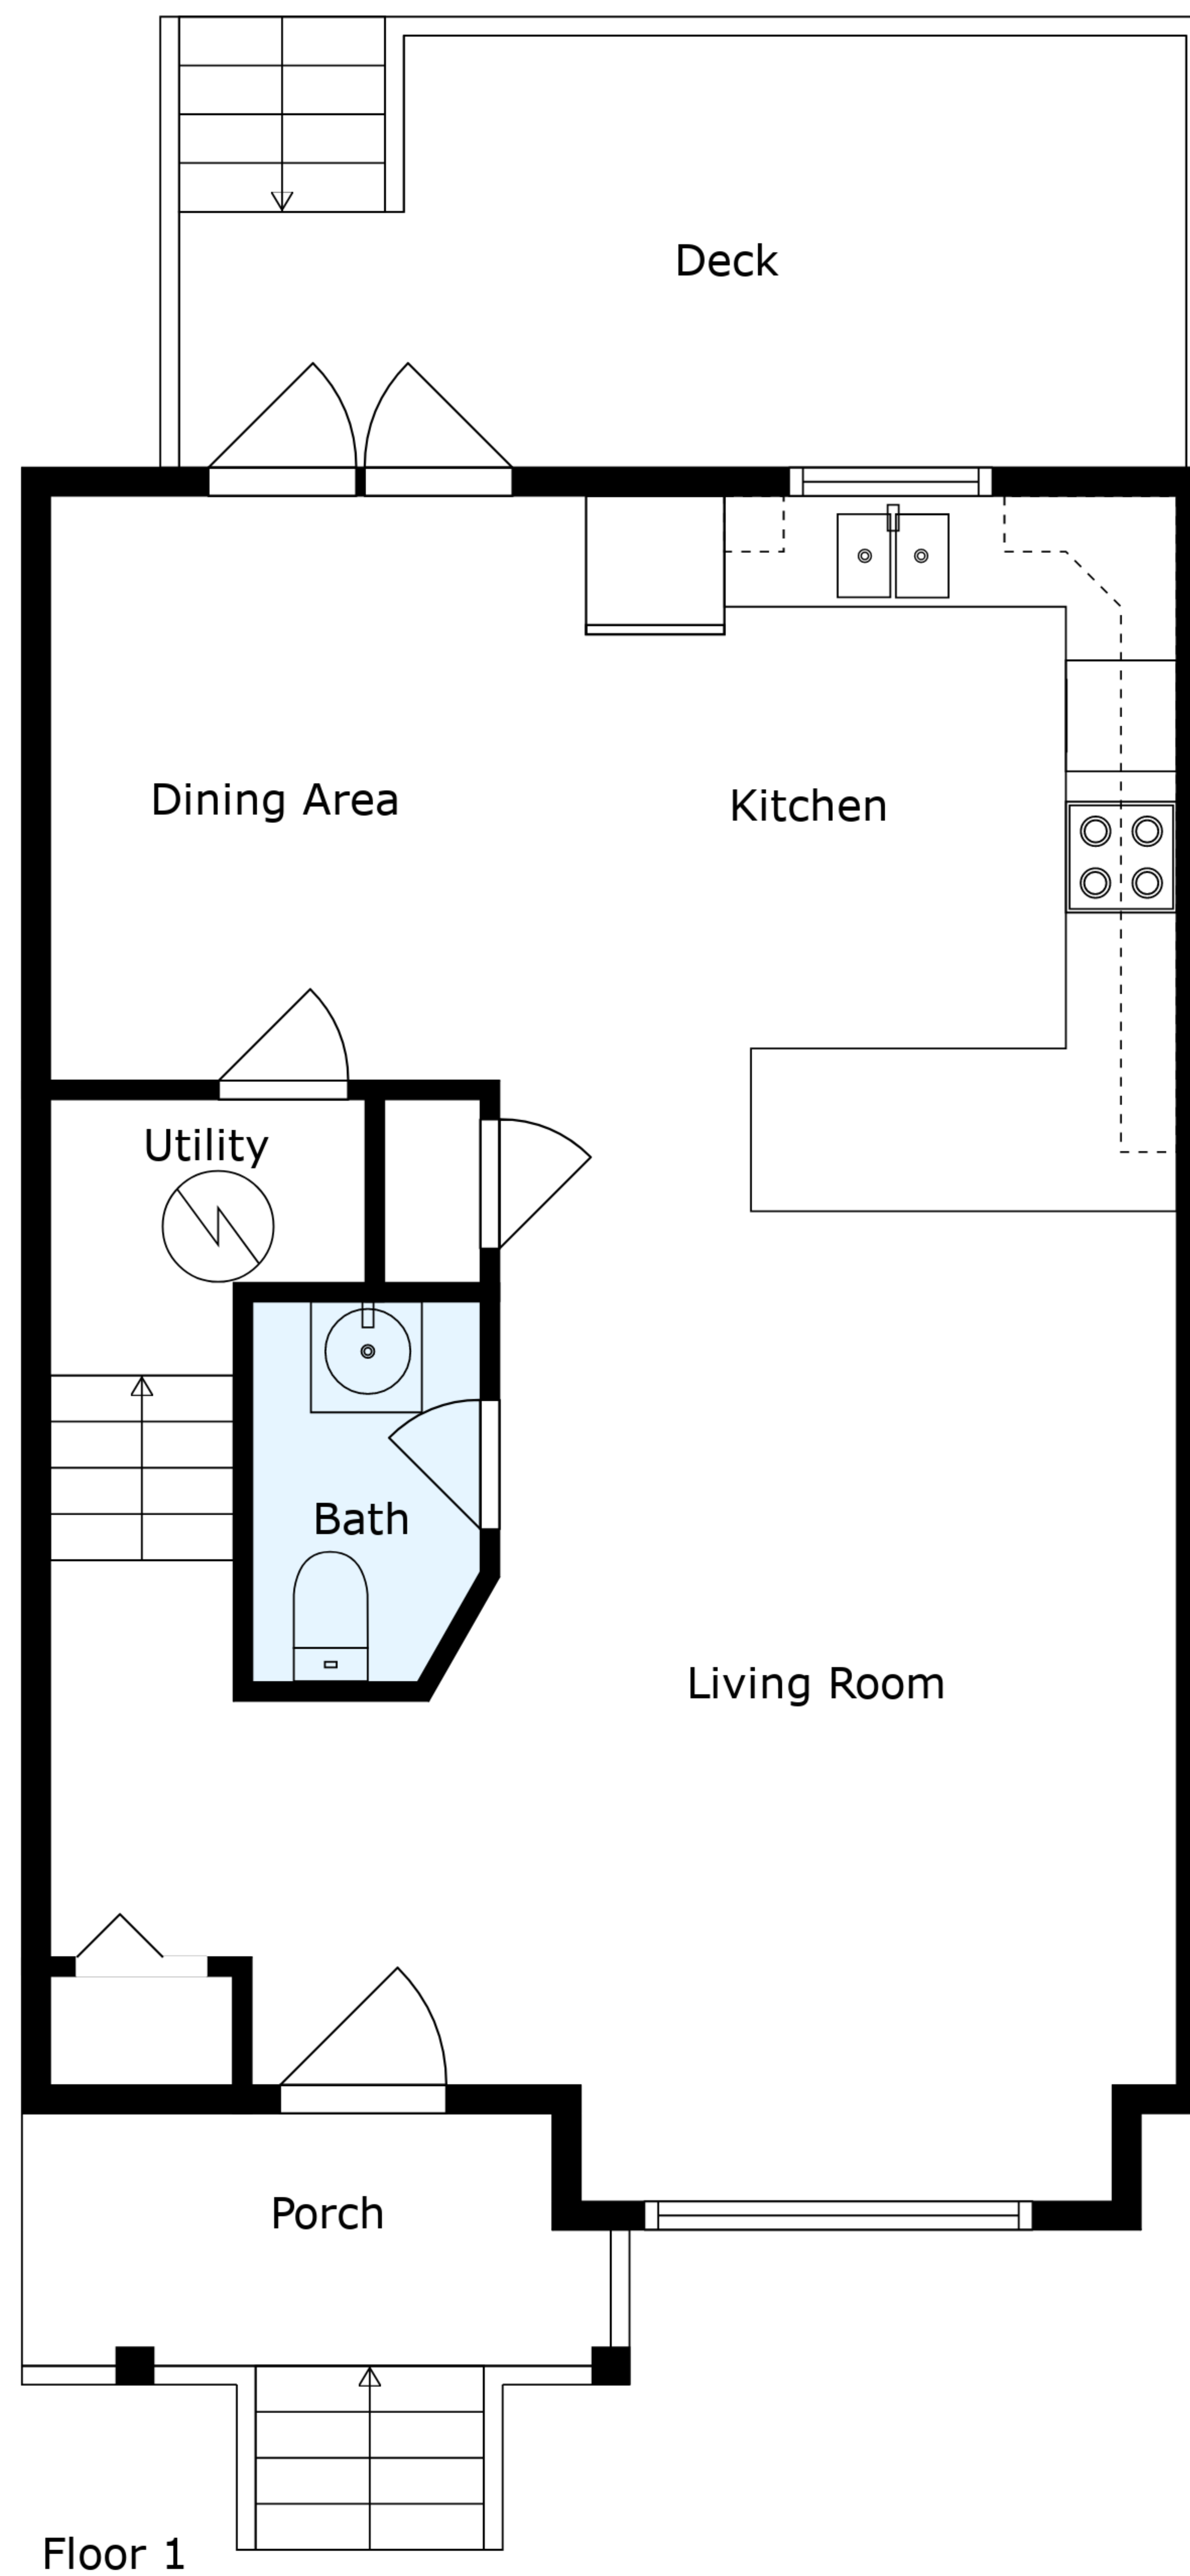 Deck
Dining Area
Kitchen
Utility
Bath
Living Room
Porch
Floor 1